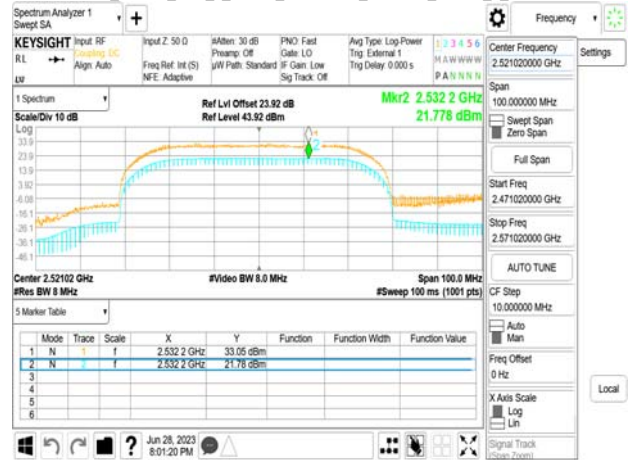 Spectrum Analyzer 1
Swept SA
+
Frequency
KEYSIGHT
RL
Input: RF
Coupling: DC
Align: Auto
Input Z: 50 Ω
Freq Ref: Int (S)
NFE: Adaptive
#Atten: 30 dB
Preamp: Off
µW Path: Standard
PNO: Fast
Gate: LO
IF Gain: Low
Sig Track: Off
Avg Type: Log-Power
Trig: External 1
Trig Delay: 0.000 s
1 2 3 4 5 6
M A W W W W
P A N N N N
LV
1 Spectrum
Scale/Div 10 dB
Log
Ref Lvl Offset 23.92 dB
Ref Level 43.92 dBm
Mkr2 2.532 2 GHz
21.778 dBm
33.9
23.9
13.9
3.92
-6.08
-16.1
-26.1
-36.1
-46.1
1
2
Center 2.52102 GHz
#Res BW 8 MHz
#Video BW 8.0 MHz
Span 100.0 MHz
#Sweep 100 ms (1001 pts)
5 Marker Table
Mode Trace Scale X Y Function Function Width Function Value
1 N 1 f 2.532 2 GHz 33.05 dBm
2 N 2 f 2.532 2 GHz 21.78 dBm
3
4
5
6
?
Jun 28, 2023
8:01:20 PM
Center Frequency
2.521020000 GHz
Settings
Span
100.000000 MHz
Swept Span
Zero Span
Full Span
Start Freq
2.471020000 GHz
Stop Freq
2.571020000 GHz
AUTO TUNE
CF Step
10.000000 MHz
Auto
Man
Freq Offset
0 Hz
X Axis Scale
Log
Lin
Local
Signal Track
(Span Zoom)